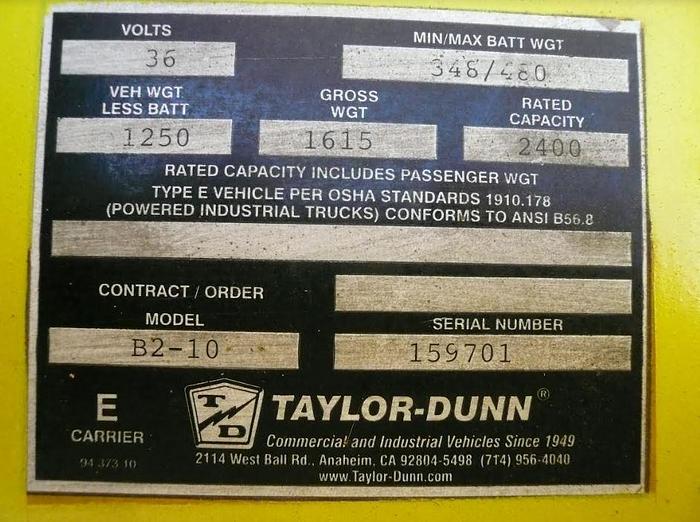 VOLTS
36
MIN/MAX BATT WGT
348/480
VEH WGT
LESS BATT
1250
GROSS
WGT
1615
RATED
CAPACITY
2400
RATED CAPACITY INCLUDES PASSENGER WGT
TYPE E VEHICLE PER OSHA STANDARDS 1910.178
(POWERED INDUSTRIAL TRUCKS) CONFORMS TO ANSI B56.8
CONTRACT / ORDER
MODEL
B2-10
SERIAL NUMBER
159701
E
CARRIER
94 373 10
T D
TAYLOR-DUNN®
Commercial and Industrial Vehicles Since 1949
2114 West Ball Rd., Anaheim, CA 92804-5498 (714) 956-4040
www.Taylor-Dunn.com